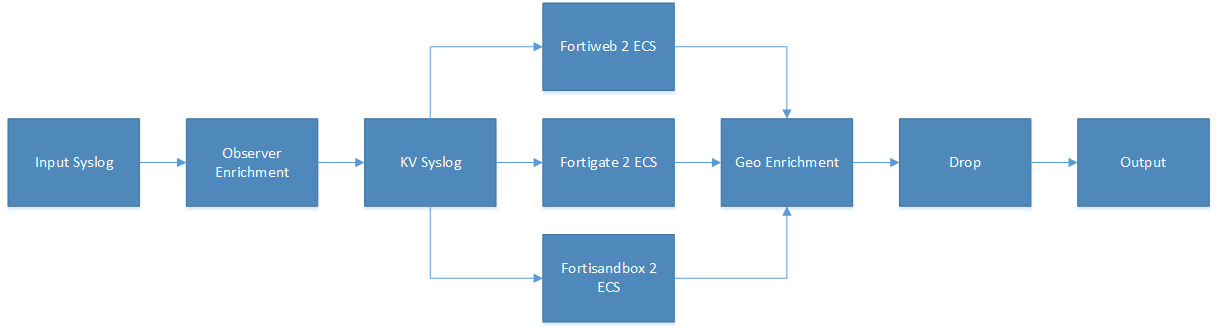 Input Syslog
Observer
Enrichment
KV Syslog
Fortiweb 2 ECS
Fortigate 2 ECS
Fortisandbox 2
ECS
Geo Enrichment
Drop
Output